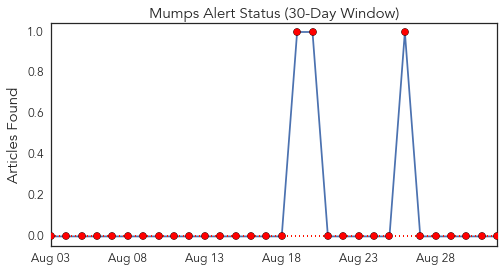 Mumps Alert Status (30-Day Window)
Articles Found
1.0
0.8
0.6
0.4
0.2
0.0
Aug 03 Aug 08 Aug 13 Aug 18 Aug 23 Aug 28